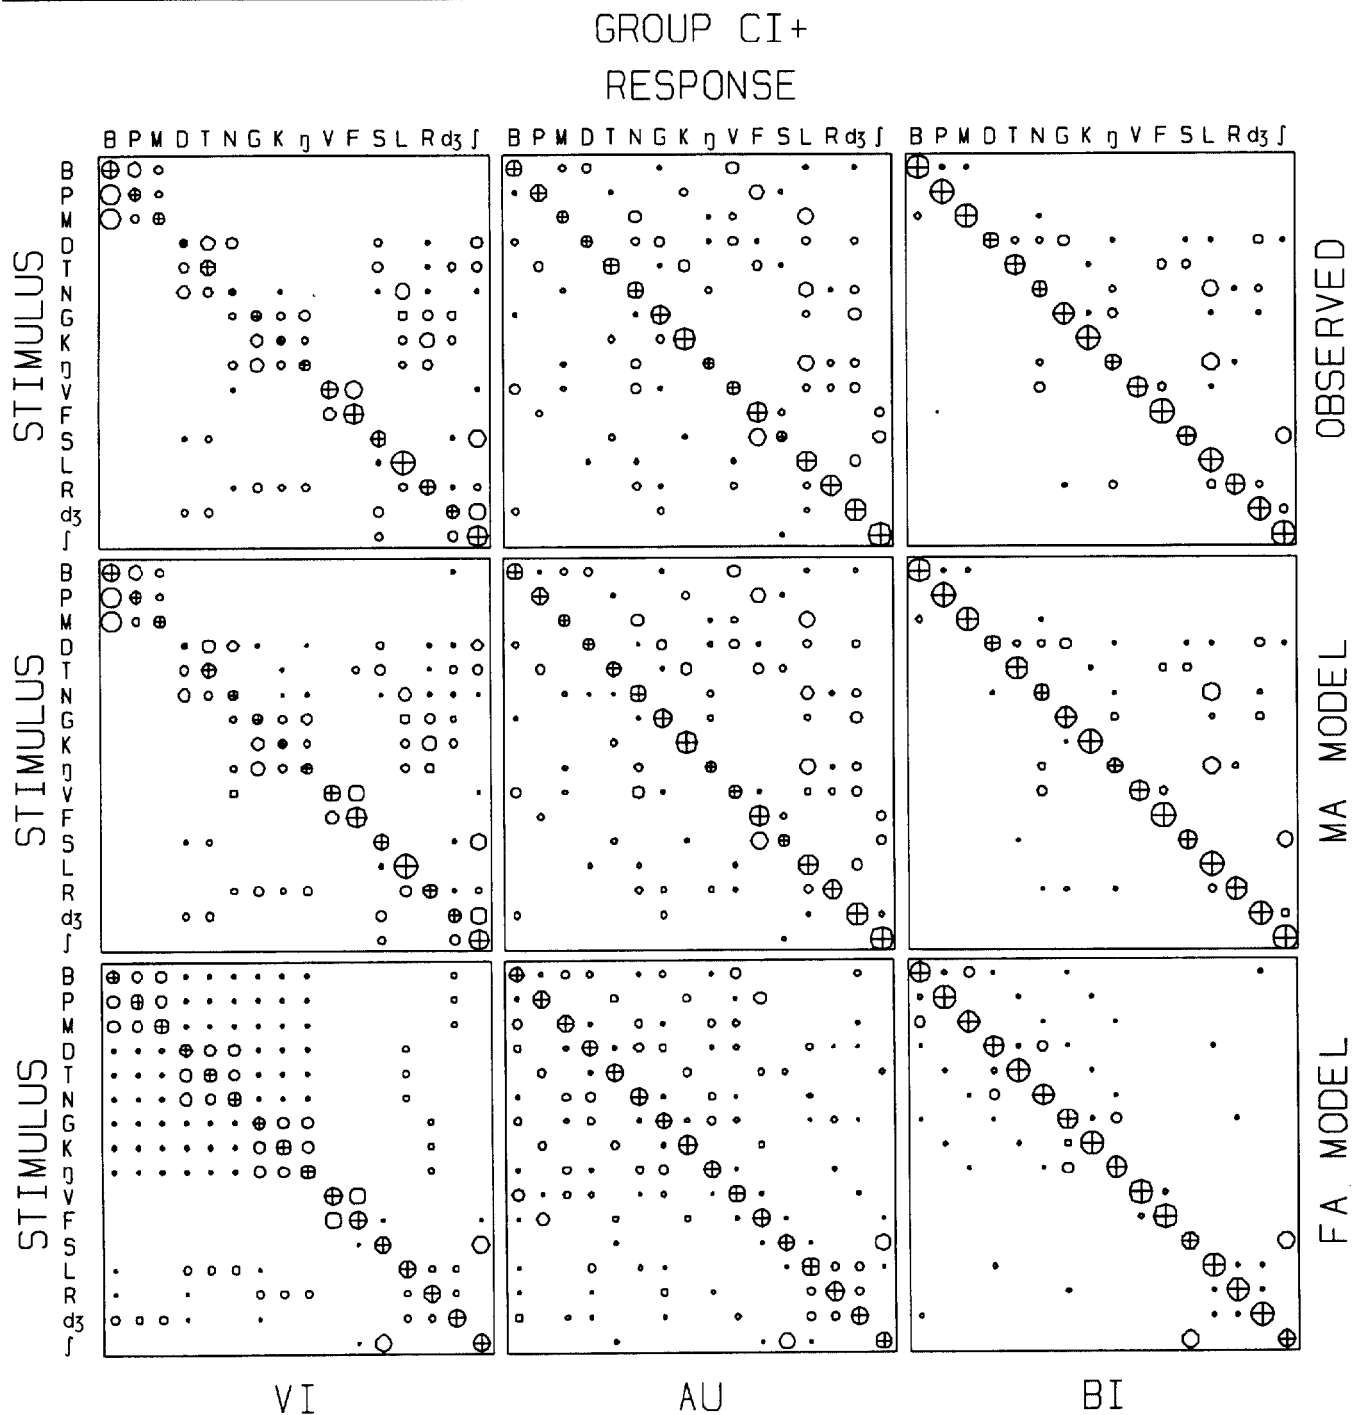 GROUP CI+
RESPONSE
B P M D T N G K ŋ V F S L R dʒ ʃ B P M D T N G K ŋ V F S L R dʒ ʃ B P M D T N G K ŋ V F S L R dʒ ʃ
STIMULUS
B
P
M
D
T
N
G
K
ŋ
V
F
S
L
R
dʒ
ʃ
OBSERVED
STIMULUS
B
P
M
D
T
N
G
K
ŋ
V
F
S
L
R
dʒ
ʃ
MA MODEL
STIMULUS
B
P
M
D
T
N
G
K
ŋ
V
F
S
L
R
dʒ
ʃ
FA MODEL
VI AU BI